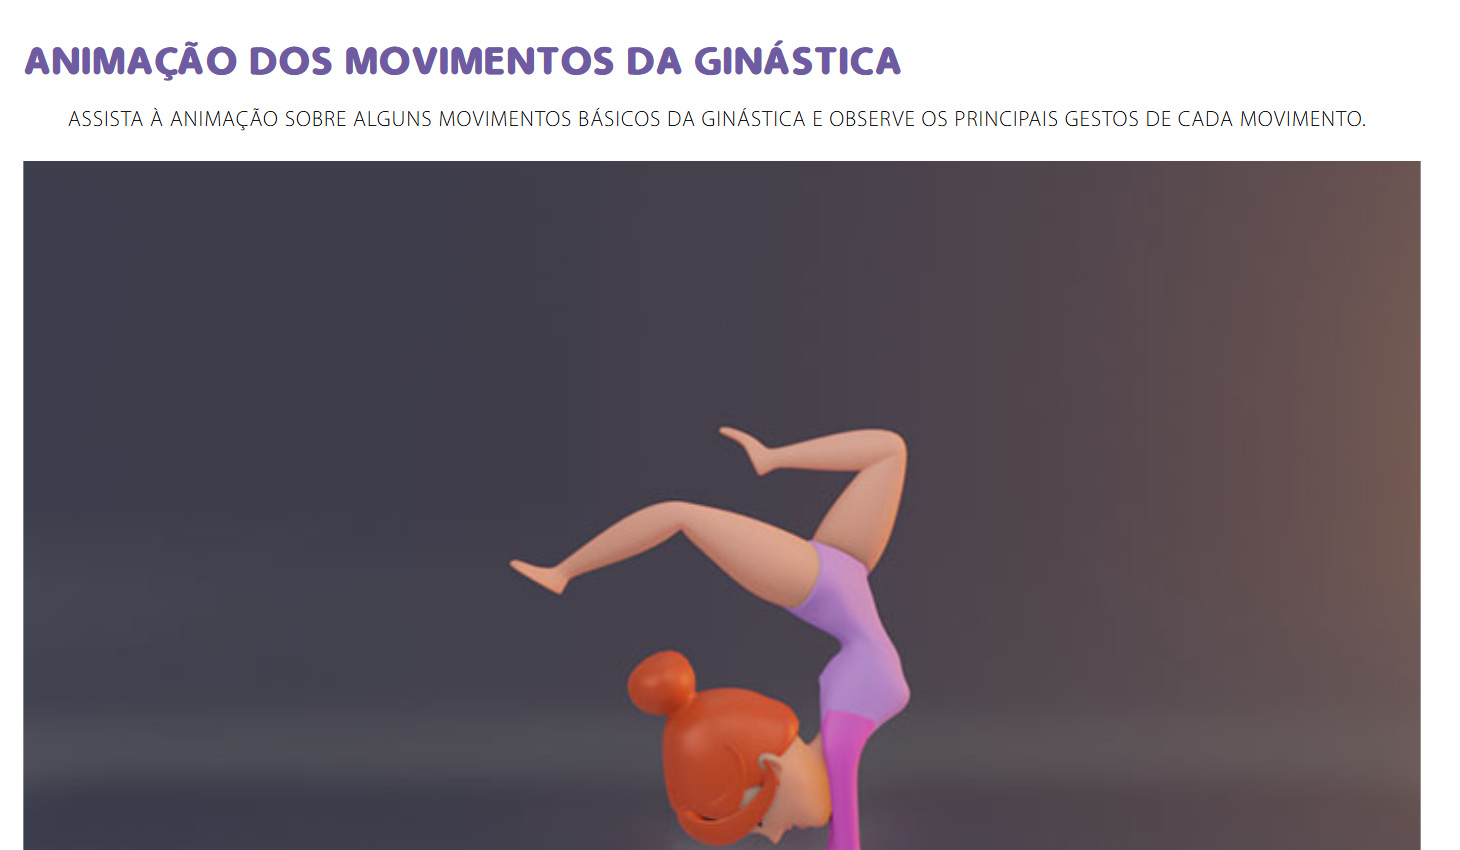 ANIMAÇÃO DOS MOVIMENTOS DA GINÁSTICA
ASSISTA À ANIMAÇÃO SOBRE ALGUNS MOVIMENTOS BÁSICOS DA GINÁSTICA E OBSERVE OS PRINCIPAIS GESTOS DE CADA MOVIMENTO.